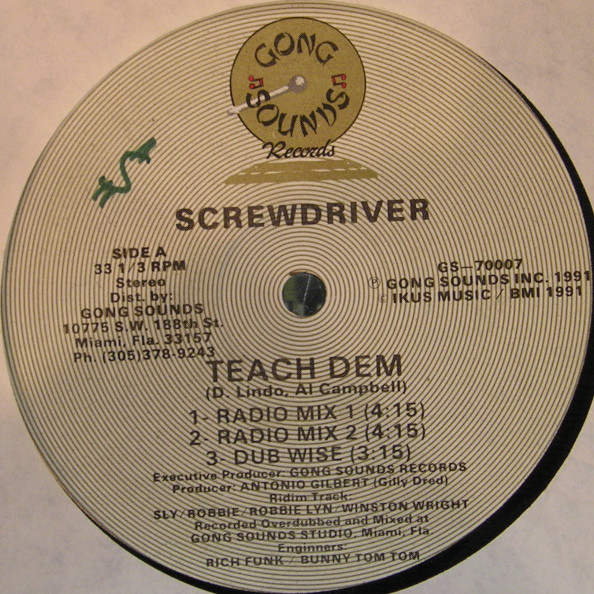 GONG
SOUNDS
Records
SCREWDRIVER
SIDE A
33 1/3 RPM
Stereo
Dist. by:
GONG SOUNDS
10775 S.W. 188th St.
Miami, Fla. 33157
Ph. (305)378-9243
GS-70007
℗ GONG SOUNDS INC. 1991
© IKUS MUSIC / BMI 1991
TEACH DEM
(D. Lindo, Al Campbell)
1- RADIO MIX 1 (4:15)
2- RADIO MIX 2 (4:15)
3- DUB WISE (3:15)
Executive Producer: GONG SOUNDS RECORDS
Producer: ANTONIO GILBERT (Gilly Dred)
Ridim Track:
SLY/ROBBIE/ROBBIE LYN/WINSTON WRIGHT
Recorded Overdubbed and Mixed at
GONG SOUNDS STUDIO, Miami, Fla.
Enginners:
RICH FUNK / BUNNY TOM TOM